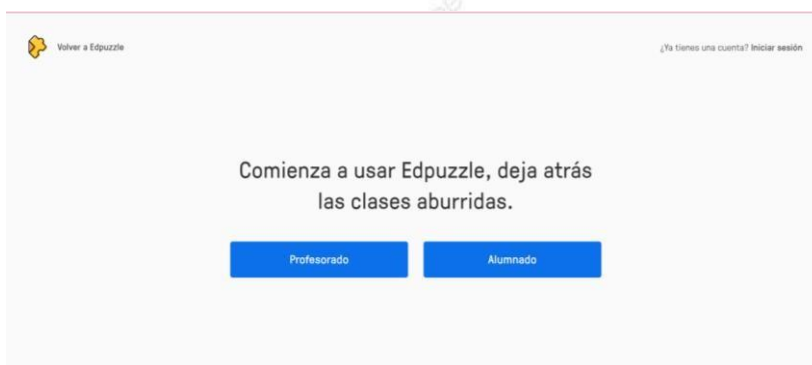 Volver a Edpuzzle
¿Ya tienes una cuenta? Iniciar sesión
Comienza a usar Edpuzzle, deja atrás
las clases aburridas.
Profesorado
Alumnado